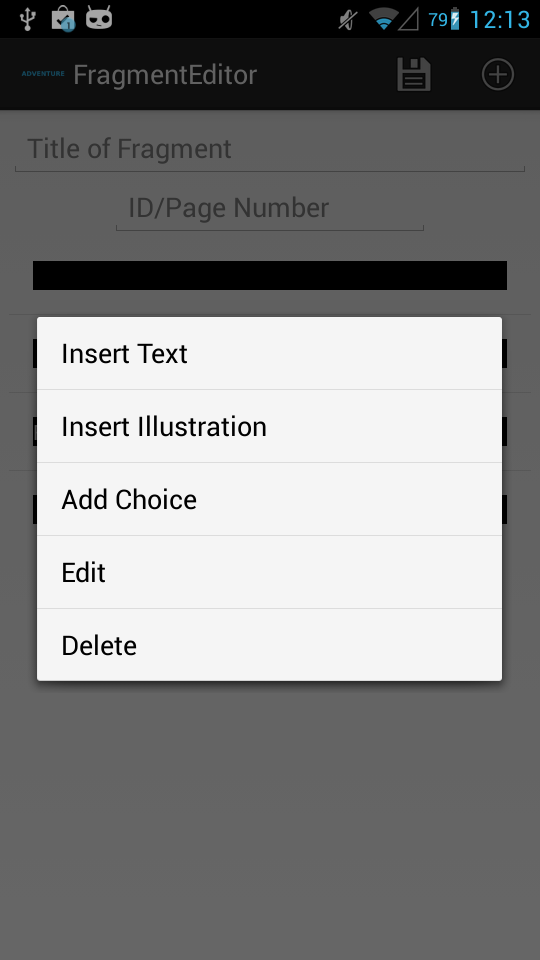 79 12:13
ADVENTURE FragmentEditor
Title of Fragment
ID/Page Number
Insert Text
Insert Illustration
Add Choice
Edit
Delete